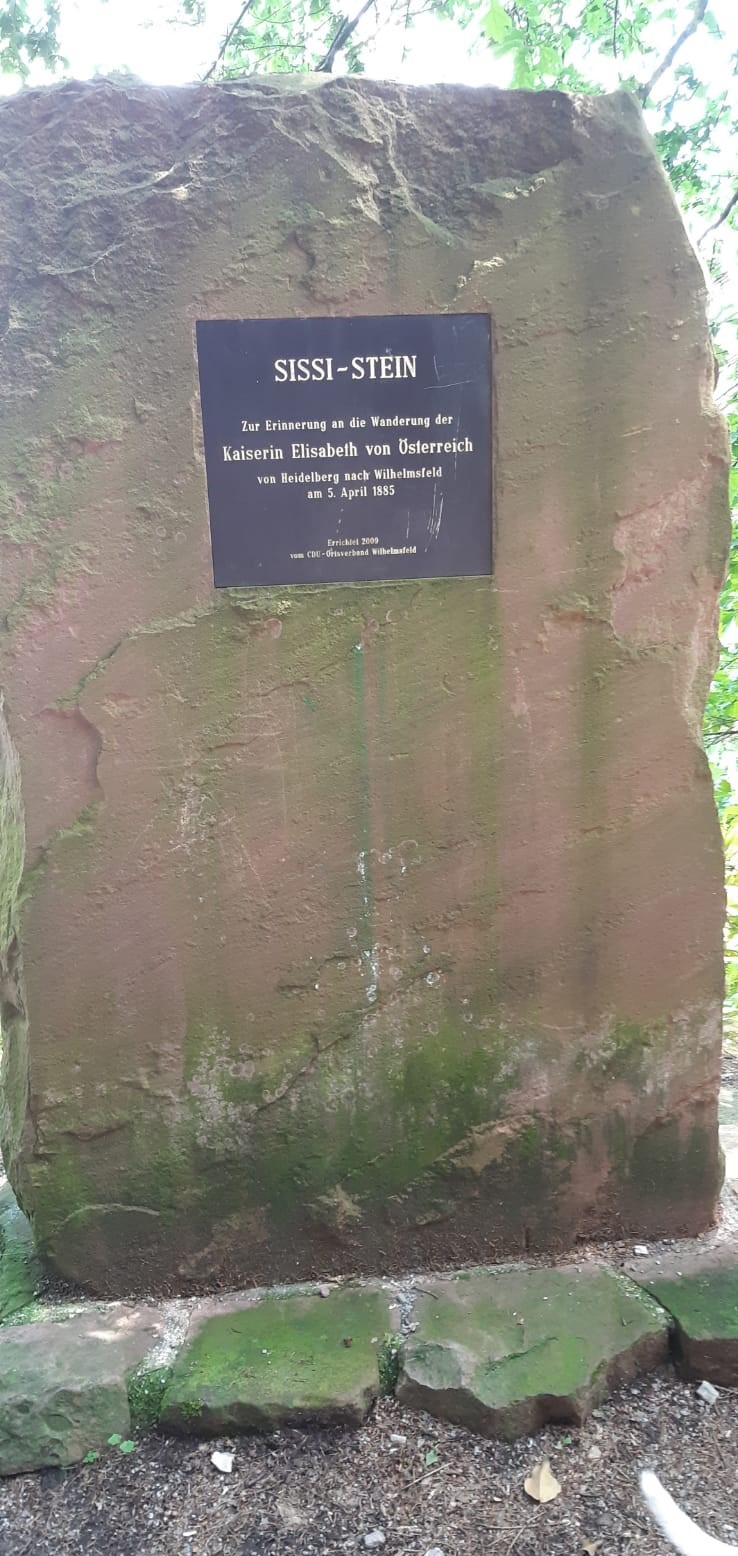 SISSI-STEIN
Zur Erinnerung an die Wanderung der
Kaiserin Elisabeth von Österreich
von Heidelberg nach Wilhelmsfeld
am 5. April 1885
Errichtet 2009
vom CDU-Ortsverband Wilhelmsfeld